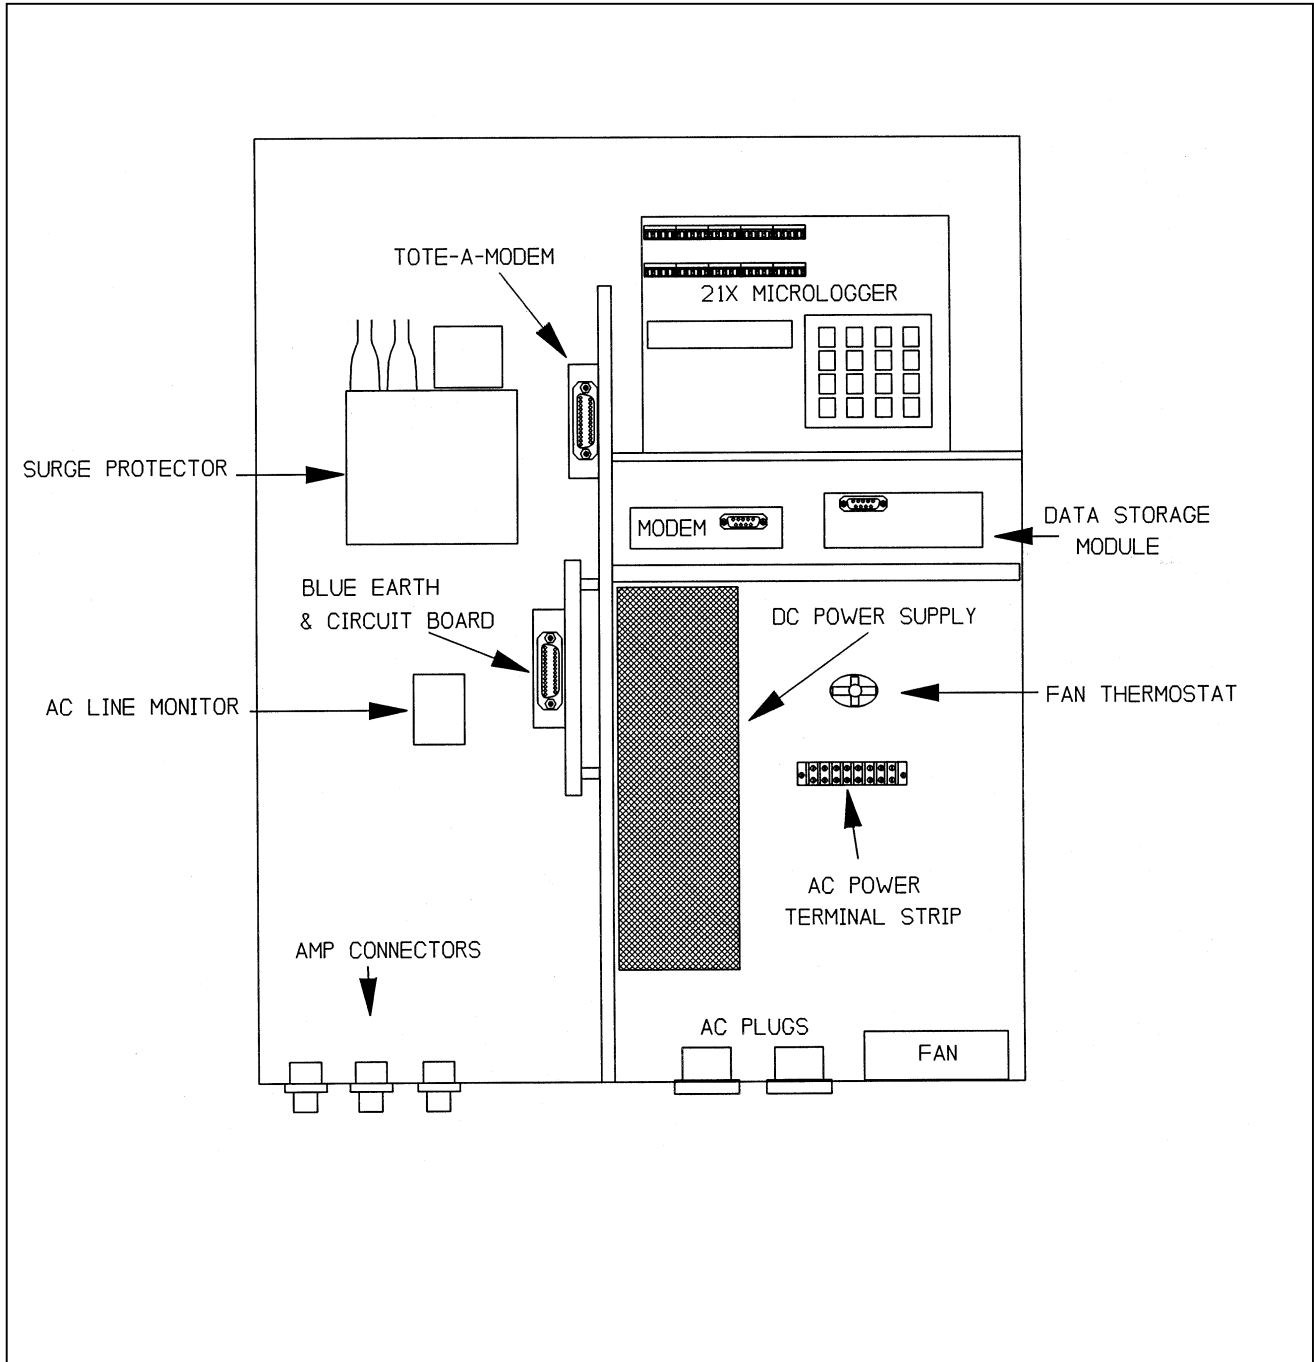 TOTE-A-MODEM
21X MICROLOGGER
SURGE PROTECTOR
MODEM
DATA STORAGE
MODULE
BLUE EARTH
& CIRCUIT BOARD
DC POWER SUPPLY
AC LINE MONITOR
FAN THERMOSTAT
AC POWER
TERMINAL STRIP
AMP CONNECTORS
AC PLUGS
FAN